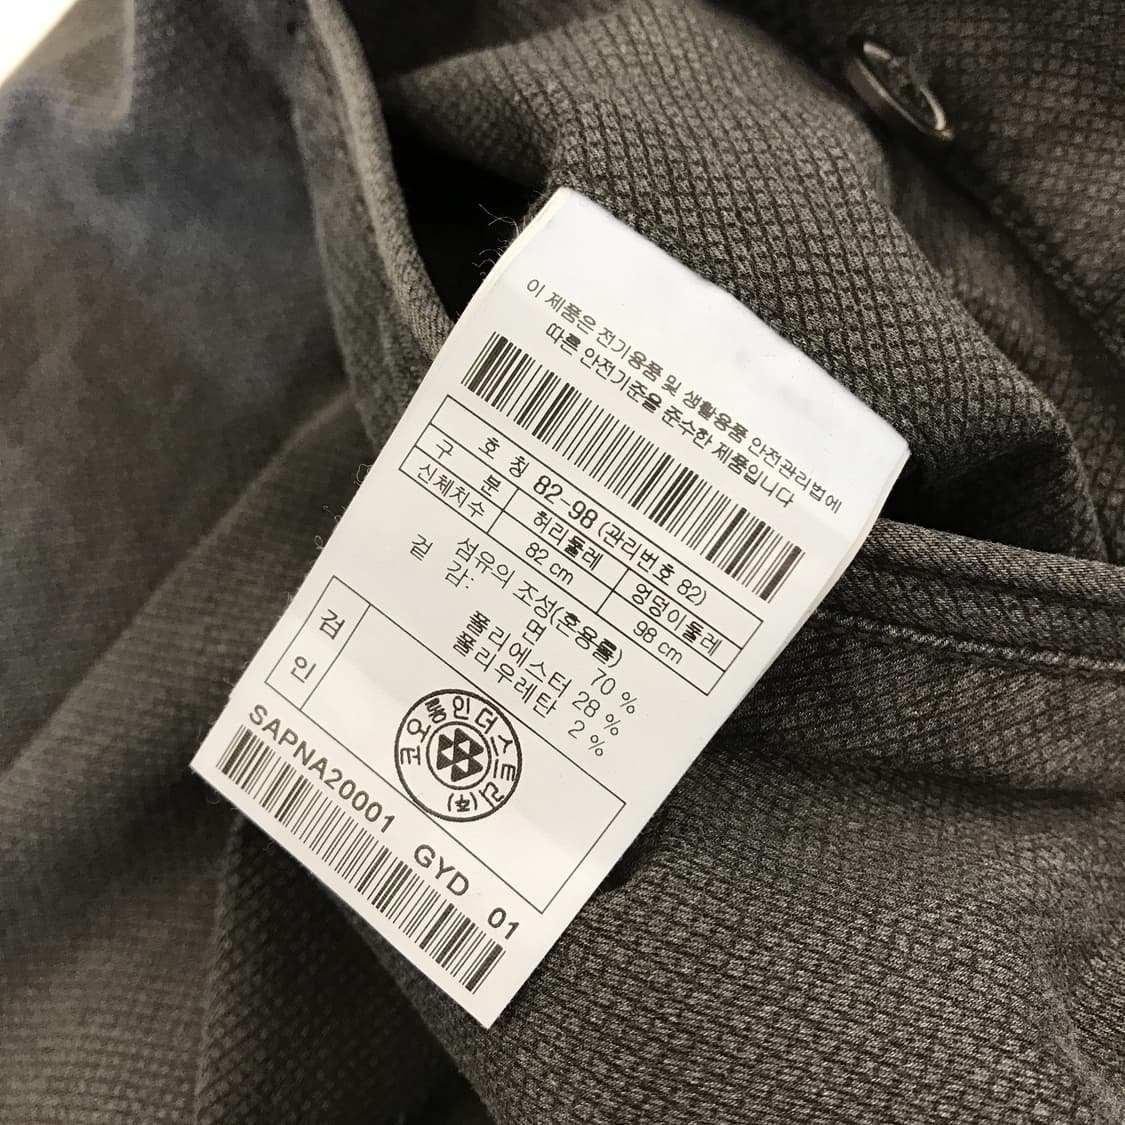 이 제품은 전기용품 및 생활용품 안전관리법에
따른 안전기준을 준수한 제품입니다
호 칭 82-98 (관리번호 82)
구 분 허리둘레 엉덩이둘레
신체치수 82 cm 98 cm
섬유의 조성(혼용률)
겉 감: 면 70 %
폴리에스터 28 %
폴리우레탄 2 %
검 인
코오롱인더스트리(주)
SAPNA20001 GYD 01